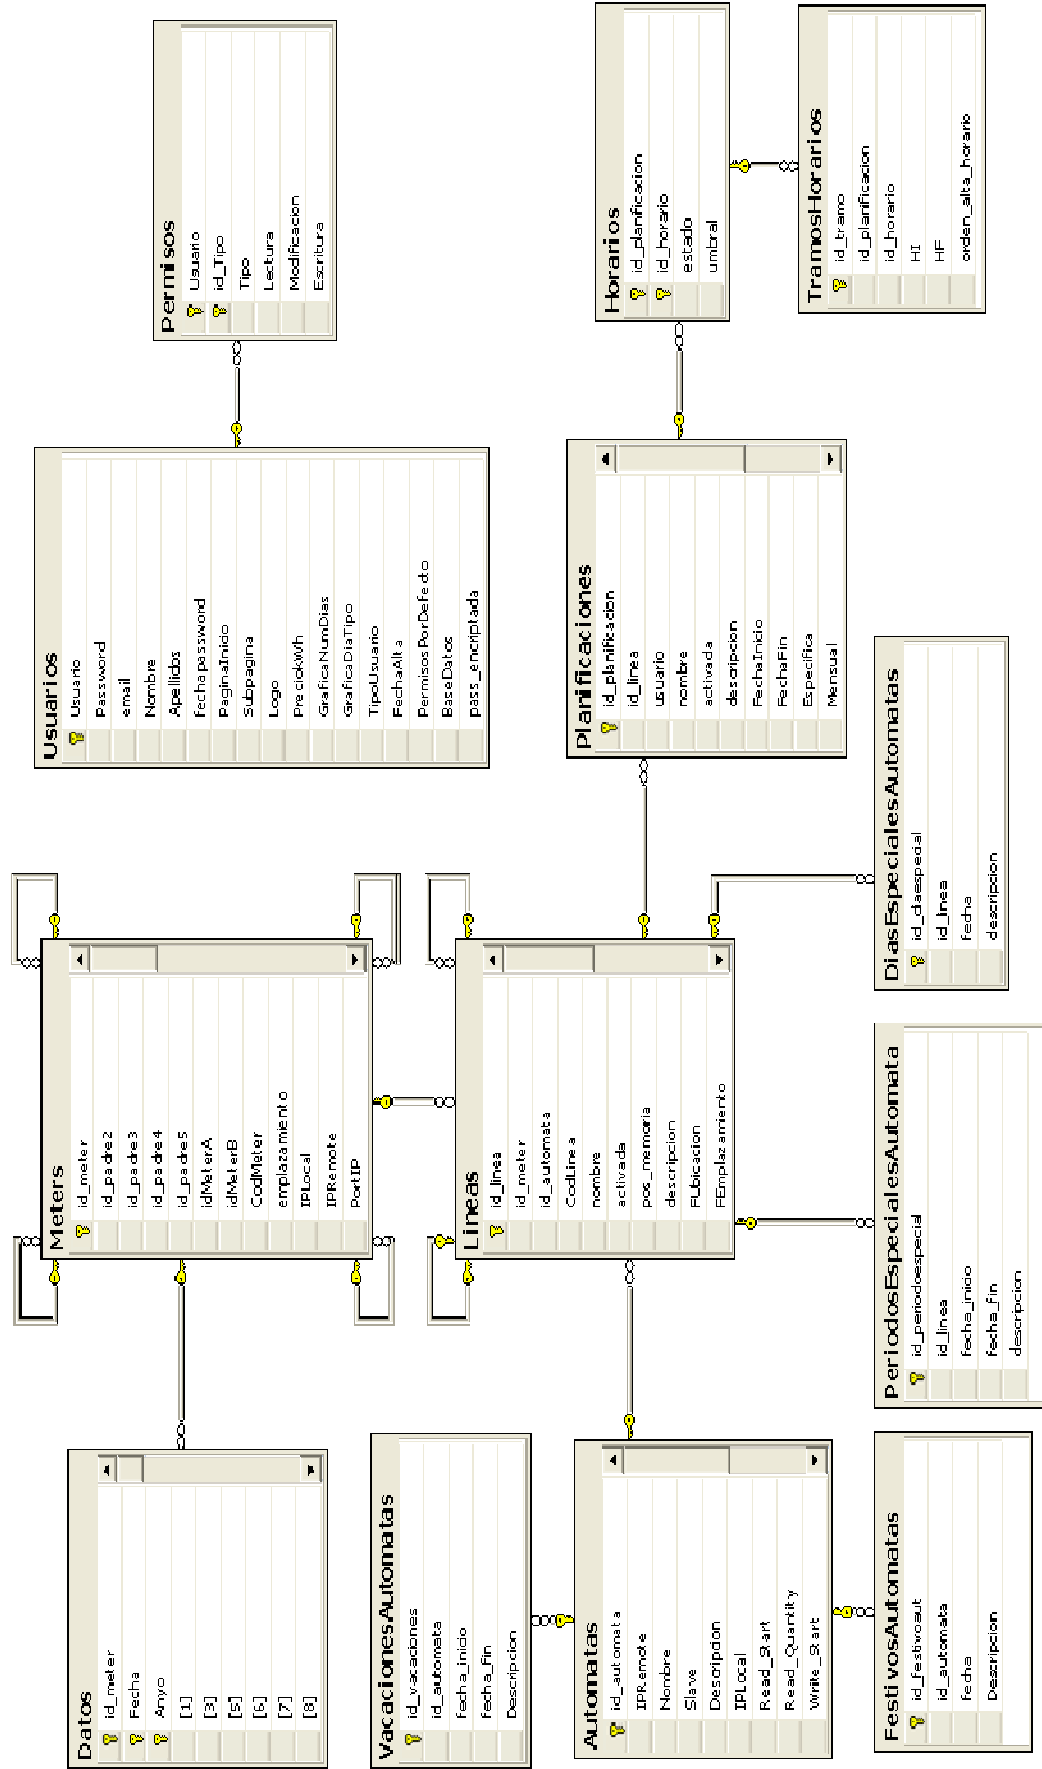 Datos
id_meter
Fecha
Anyo
[1]
[3]
[5]
[6]
[7]
[8]
Meters
id_meter
id_padre2
id_padre3
id_padre4
id_padre5
idMeterA
idMeterB
CodMeter
emplazamiento
IPLocal
IPRemote
PortIP
Usuarios
Usuario
Password
email
Nombre
Apellidos
fechapassword
PaginaInicio
Subpagina
Logo
PreciokWh
GraficaNumDias
GraficaDiaTipo
TipoUsuario
FechaAlta
PermisosPorDefecto
BaseDatos
pass_encriptada
Permisos
Usuario
id_Tipo
Tipo
Lectura
Modificacion
Escritura
VacacionesAutomatas
id_vacaciones
id_automata
fecha_inicio
fecha_fin
Descripcion
Automatas
id_automata
IPRemote
Nombre
Slave
Descripcion
IPLocal
Read_Start
Read_Quantity
Write_Start
Lineas
id_linea
id_meter
id_automata
CodLinea
nombre
activada
pos_memoria
descripcion
FUbicacion
FEmplazamiento
Planificaciones
id_planificacion
id_linea
usuario
nombre
activada
descripcion
FechaInicio
FechaFin
Especifica
Mensual
Horarios
id_planificacion
id_horario
estado
umbral
FestivosAutomatas
id_festivoaut
id_automata
fecha
Descripcion
PeriodosEspecialesAutomata
id_periodoespecial
id_linea
fecha_inicio
fecha_fin
descripcion
DiasEspecialesAutomatas
id_diaespecial
id_linea
fecha
descripcion
TramosHorarios
id_tramo
id_planificacion
id_horario
HI
HF
orden_alta_horario